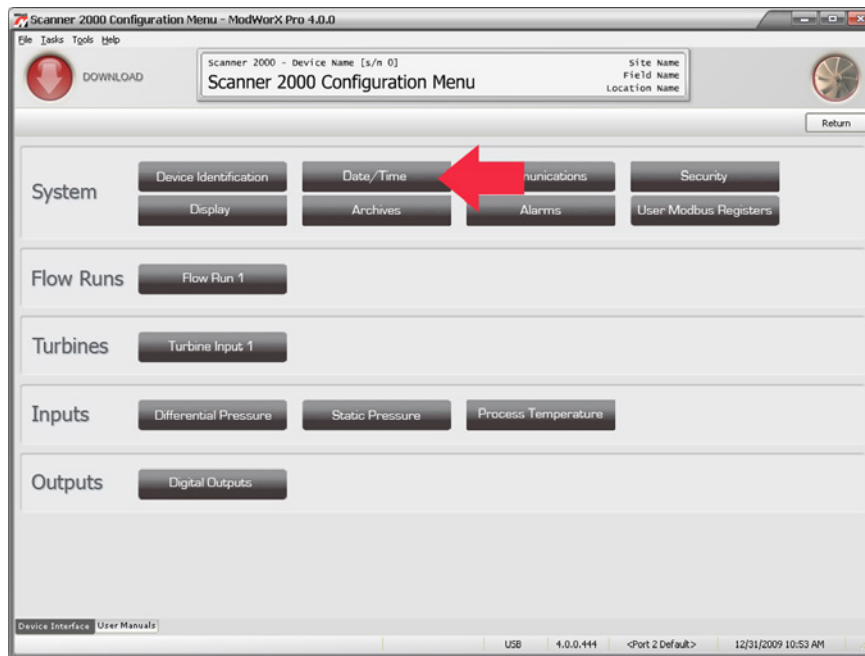 Scanner 2000 Configuration Menu - ModWorX Pro 4.0.0
File Tasks Tools Help
DOWNLOAD
Scanner 2000 - Device Name [s/n 0]
Scanner 2000 Configuration Menu
Site Name
Field Name
Location Name
Return
System
Device Identification
Date/Time
munications
Security
Display
Archives
Alarms
User Modbus Registers
Flow Runs
Flow Run 1
Turbines
Turbine Input 1
Inputs
Differential Pressure
Static Pressure
Process Temperature
Outputs
Digital Outputs
Device Interface User Manuals
USB 4.0.0.444 <Port 2 Default> 12/31/2009 10:53 AM